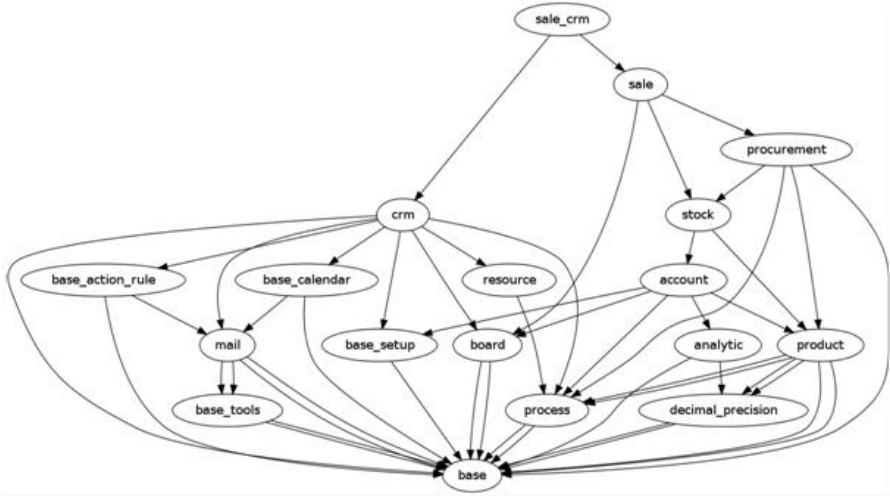 sale_crm
sale
procurement
crm
stock
base_action_rule
base_calendar
resource
account
mail
base_setup
board
analytic
product
base_tools
process
decimal_precision
base